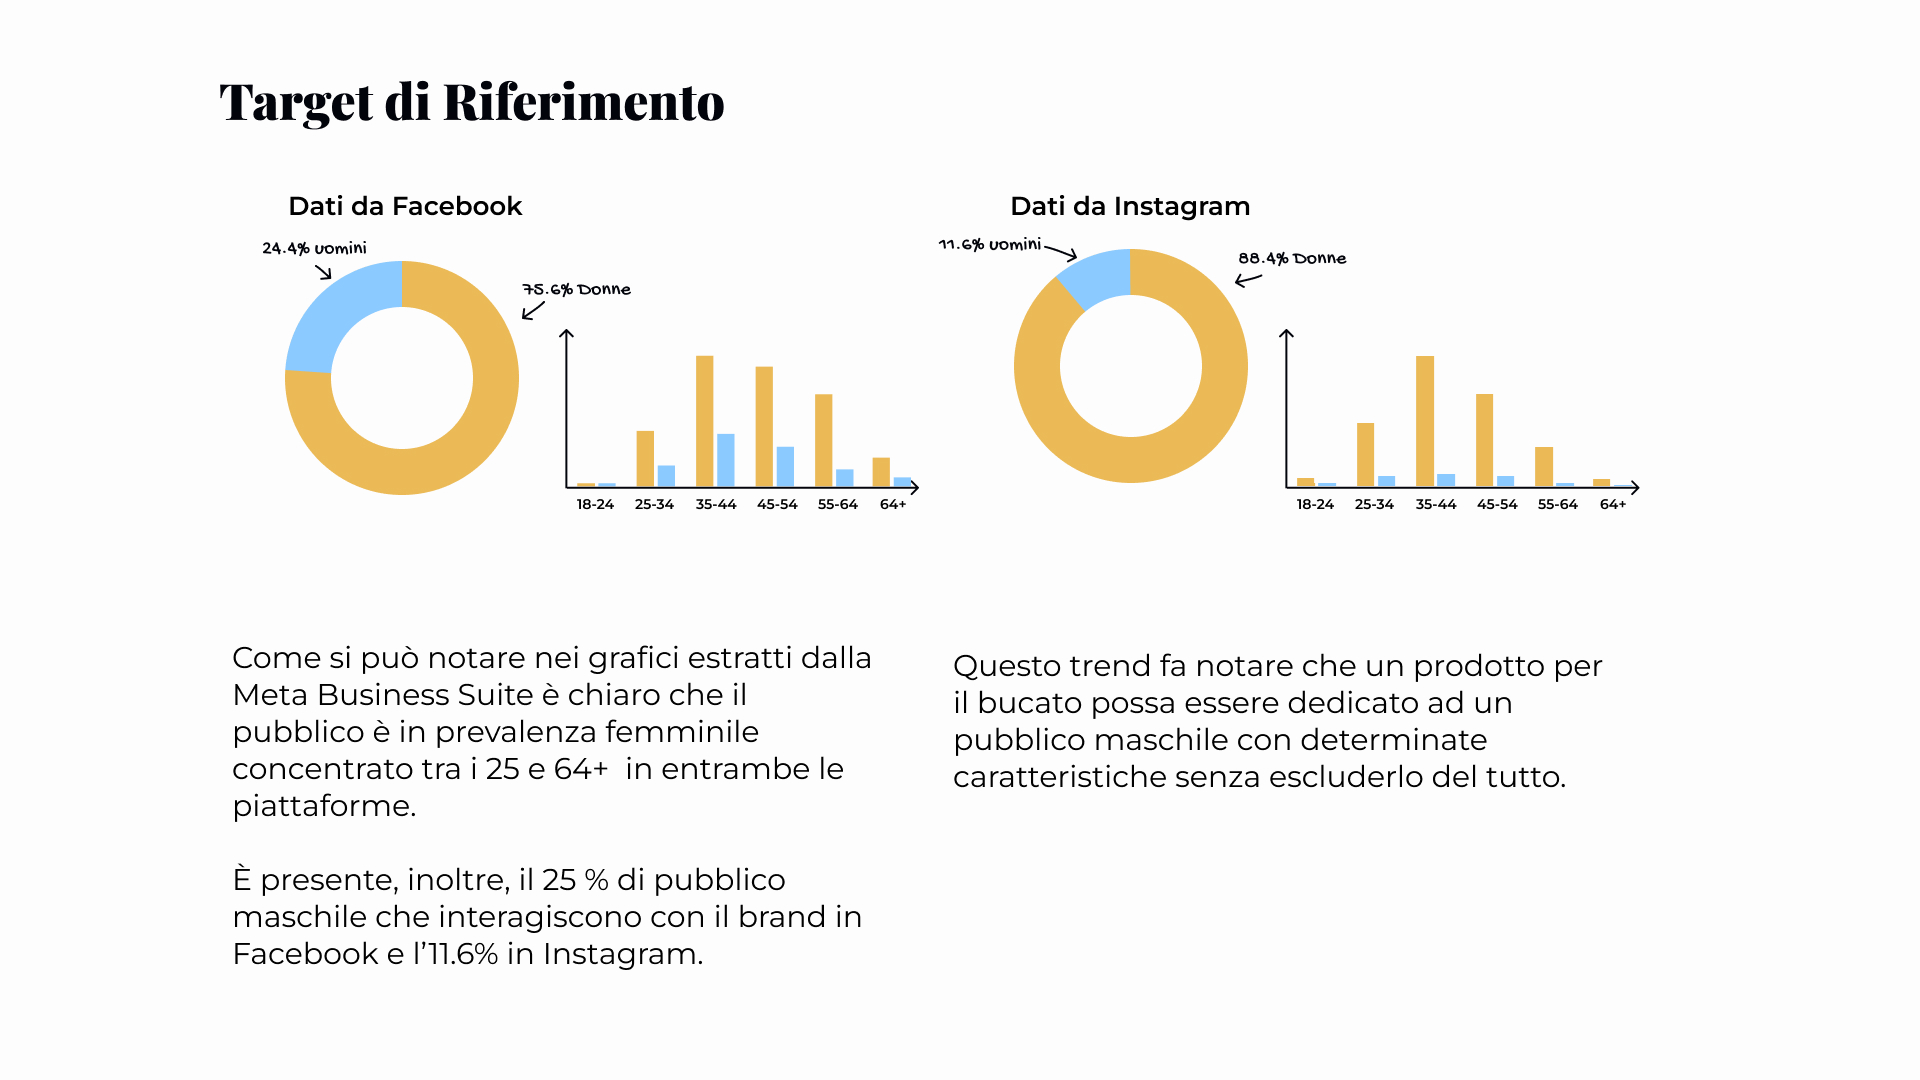 Target di Riferimento
Dati da Facebook
24.4% uomini
75.6% Donne
18-24 25-34 35-44 45-54 55-64 64+
Dati da Instagram
11.6% uomini
88.4% Donne
18-24 25-34 35-44 45-54 55-64 64+
Come si può notare nei grafici estratti dalla
Meta Business Suite è chiaro che il
pubblico è in prevalenza femminile
concentrato tra i 25 e 64+  in entrambe le
piattaforme.
È presente, inoltre, il 25 % di pubblico
maschile che interagiscono con il brand in
Facebook e l’11.6% in Instagram.
Questo trend fa notare che un prodotto per
il bucato possa essere dedicato ad un
pubblico maschile con determinate
caratteristiche senza escluderlo del tutto.